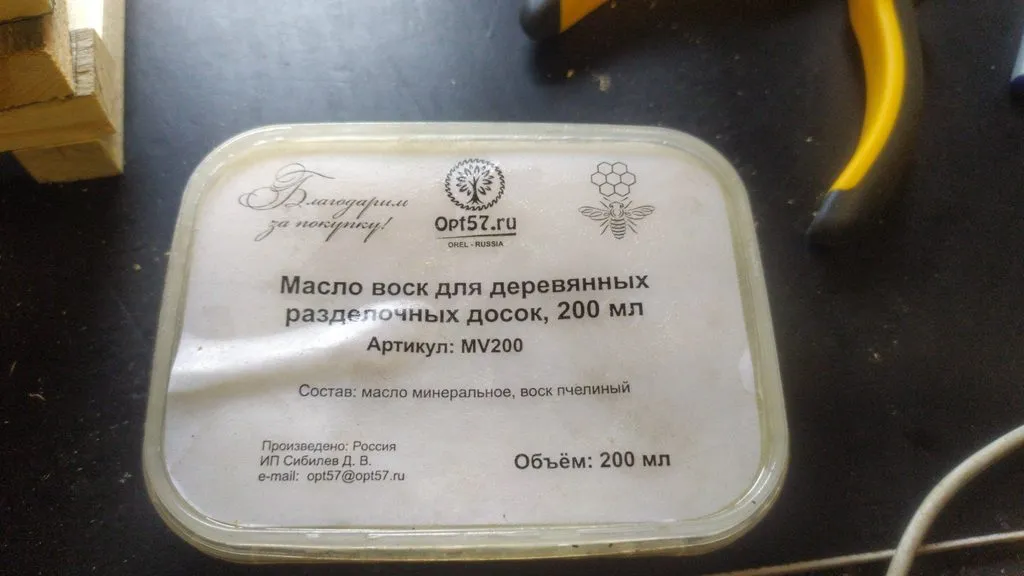 Благодарим
за покупку!
Opt57.ru
OREL - RUSSIA
Масло воск для деревянных
разделочных досок, 200 мл
Артикул: MV200
Состав: масло минеральное, воск пчелиный
Произведено: Россия
ИП Сибилев Д. В.
e-mail: opt57@opt57.ru
Объём: 200 мл